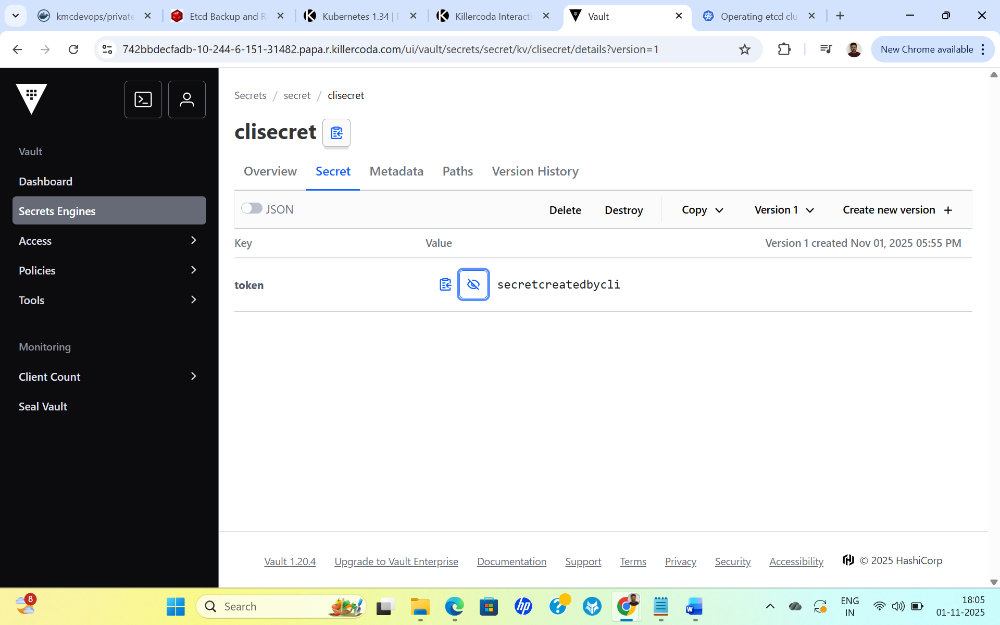 kmcdevops/private
Etcd Backup and R
Kubernetes 1.34 | P
Killercoda Interacti
Vault
Operating etcd clu
742bbdecfadb-10-244-6-151-31482.papa.r.killercoda.com/ui/vault/secrets/secret/kv/clisecret/details?version=1
New Chrome available
Vault
Dashboard
Secrets Engines
Access
Policies
Tools
Monitoring
Client Count
Seal Vault
Secrets / secret / clisecret
clisecret
Overview Secret Metadata Paths Version History
JSON Delete Destroy Copy Version 1 Create new version +
Key Value Version 1 created Nov 01, 2025 05:55 PM
token secretcreatedbycli
Vault 1.20.4 Upgrade to Vault Enterprise Documentation Support Terms Privacy Security Accessibility © 2025 HashiCorp
8
Search
hp
W
ENG
IN
18:05
01-11-2025